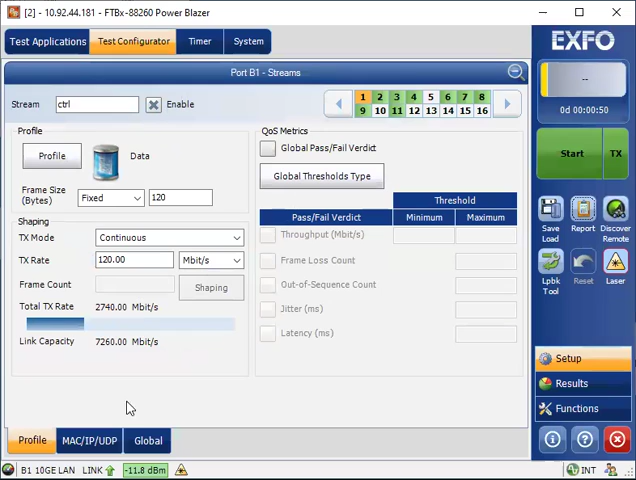 [2] - 10.92.44.181 - FTBx-88260 Power Blazer
Test Applications
Test Configurator
Timer
System
EXFO
Port B1 - Streams
--
0d 00:00:50
Stream
ctrl
Enable
1 2 3 4 5 6 7 8
9 10 11 12 13 14 15 16
Start
TX
Profile
Profile
Data
Frame Size
(Bytes)
Fixed
120
Shaping
TX Mode
Continuous
TX Rate
120.00
Mbit/s
Frame Count
Shaping
Total TX Rate
2740.00 Mbit/s
Link Capacity
7260.00 Mbit/s
QoS Metrics
Global Pass/Fail Verdict
Global Thresholds Type
Threshold
Pass/Fail Verdict
Minimum
Maximum
Throughput (Mbit/s)
Frame Loss Count
Out-of-Sequence Count
Jitter (ms)
Latency (ms)
Save
Load
Report
Discover
Remote
Lpbk
Tool
Reset
Laser
Setup
Results
Functions
Profile
MAC/IP/UDP
Global
B1 10GE LAN
LINK
-11.8 dBm
INT